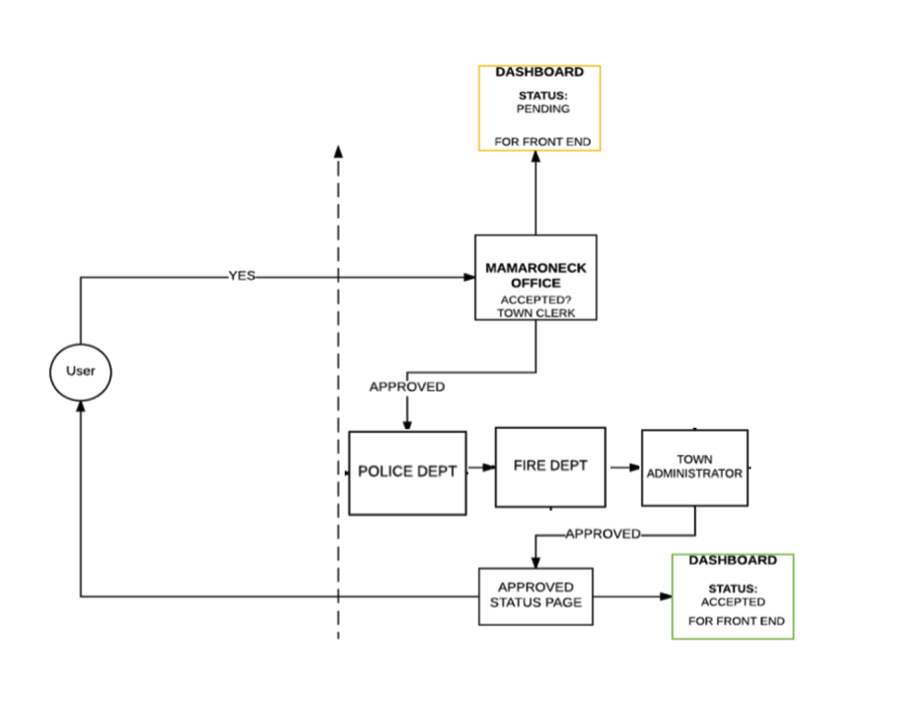 DASHBOARD
STATUS:
PENDING
FOR FRONT END
YES
MAMARONECK
OFFICE
ACCEPTED?
TOWN CLERK
User
APPROVED
POLICE DEPT
FIRE DEPT
TOWN
ADMINISTRATOR
APPROVED
APPROVED
STATUS PAGE
DASHBOARD
STATUS:
ACCEPTED
FOR FRONT END